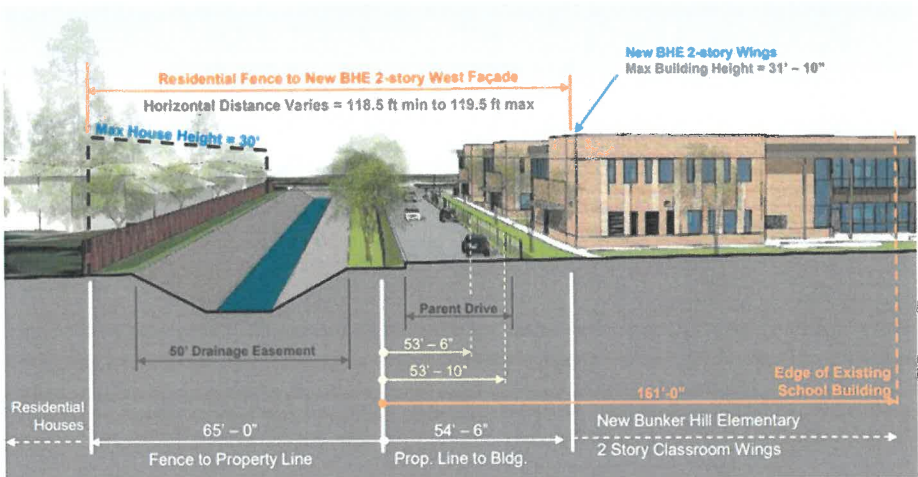 New BHE 2-story Wings
Max Building Height = 31' – 10"
Residential Fence to New BHE 2-story West Façade
Horizontal Distance Varies = 118.5 ft min to 119.5 ft max
Max House Height = 30'
Parent Drive
50' Drainage Easement
53' – 6"
53' – 10"
Edge of Existing
School Building
161'-0"
Residential
Houses
65' – 0"
54' – 6"
New Bunker Hill Elementary
Fence to Property Line
Prop. Line to Bldg.
2 Story Classroom Wings